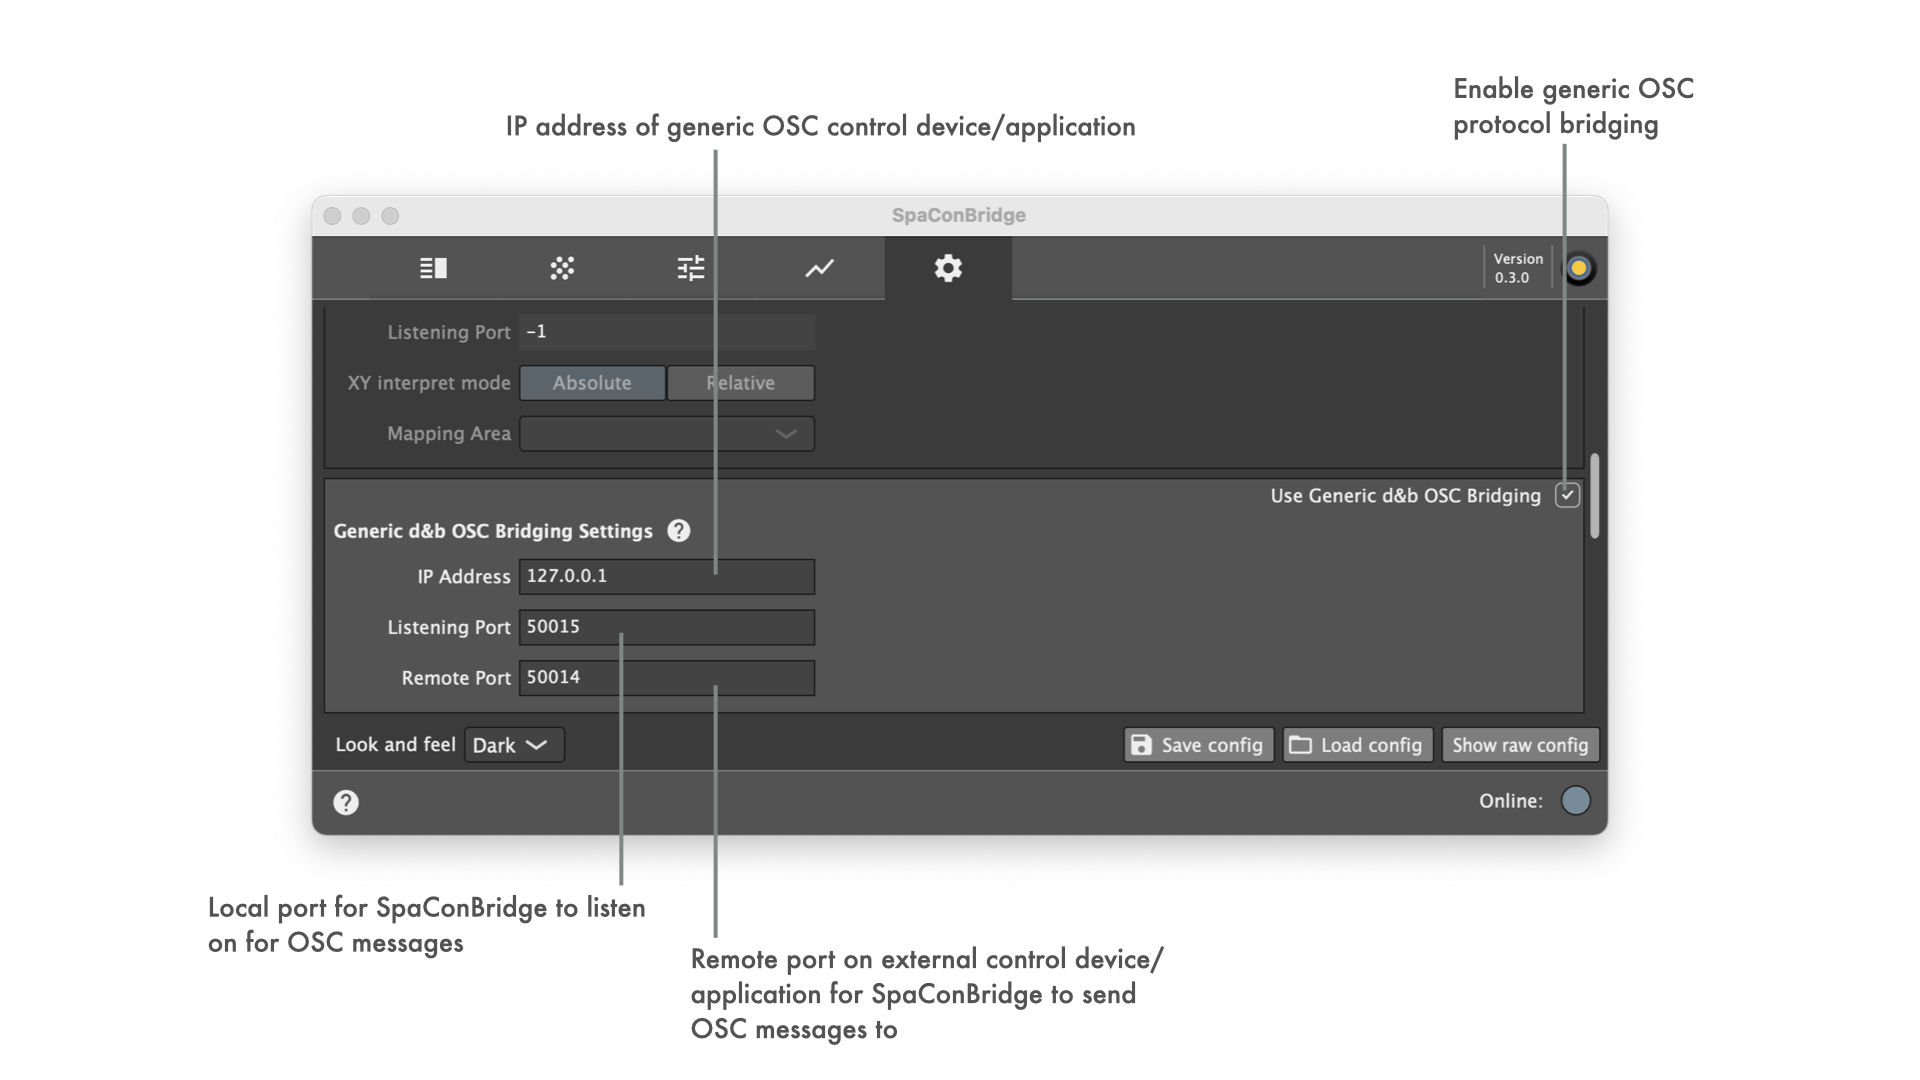 Enable generic OSC
protocol bridging
IP address of generic OSC control device/application
SpaConBridge
Version
0.3.0
Listening Port -1
XY interpret mode Absolute Relative
Mapping Area
Use Generic d&b OSC Bridging
Generic d&b OSC Bridging Settings ?
IP Address 127.0.0.1
Listening Port 50015
Remote Port 50014
Look and feel Dark Save config Load config Show raw config
? Online:
Local port for SpaConBridge to listen
on for OSC messages
Remote port on external control device/
application for SpaConBridge to send
OSC messages to